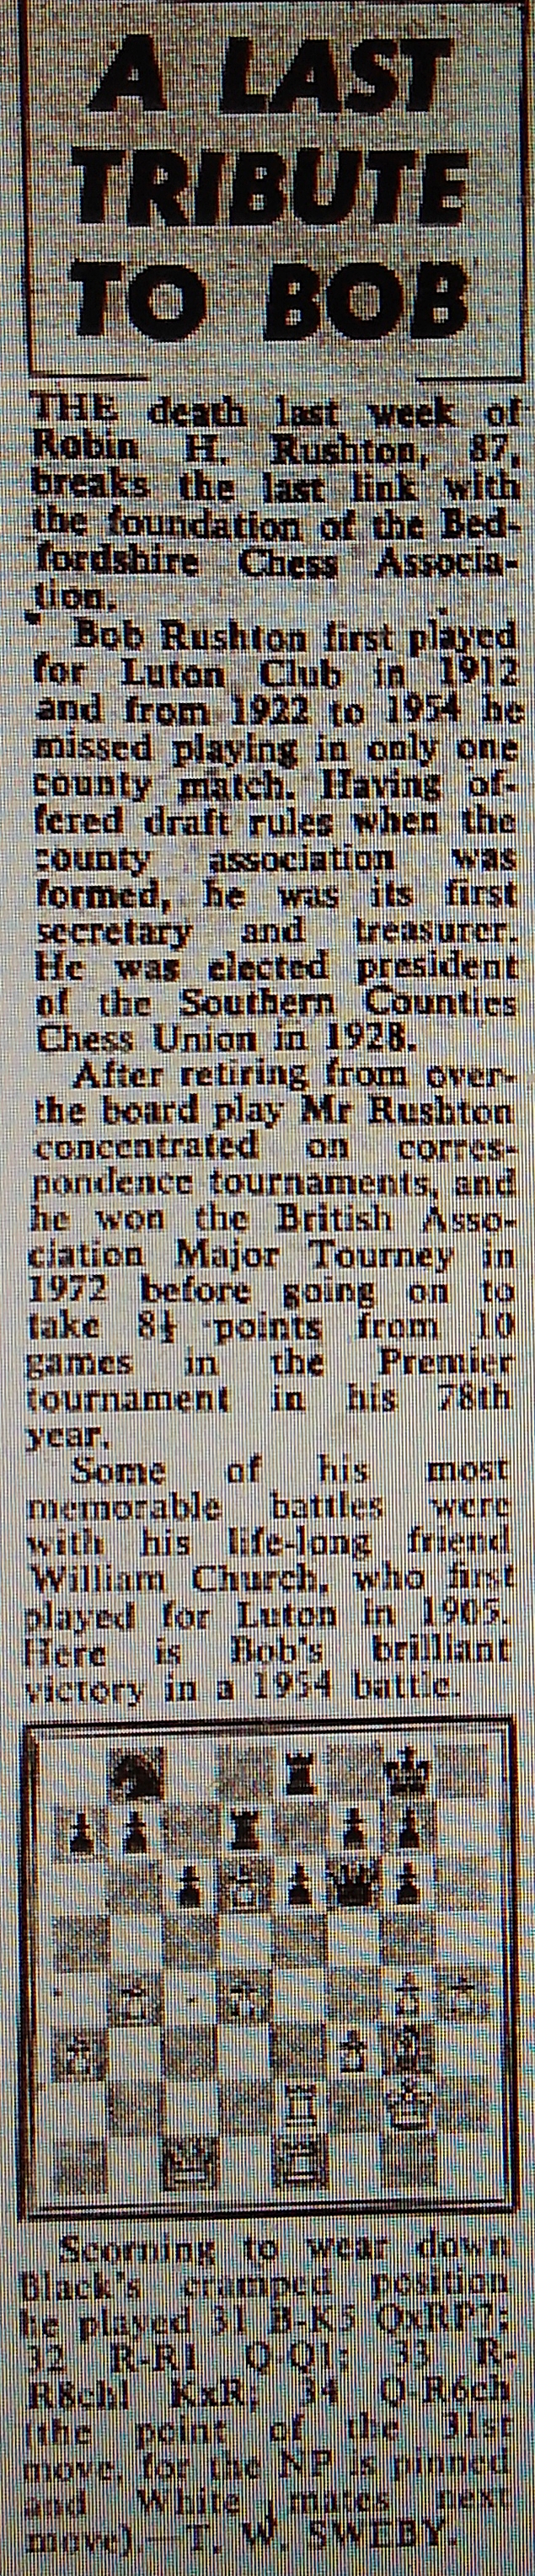 A LAST
TRIBUTE
TO BOB
THE death last week of
Robin H. Rushton, 87,
breaks the last link with
the foundation of the Bed-
fordshire Chess Associa-
tion.
Bob Rushton first played
for Luton Club in 1912
and from 1922 to 1954 he
missed playing in only one
county match. Having of-
fered draft rules when the
county association was
formed, he was its first
secretary and treasurer.
He was elected president
of the Southern Counties
Chess Union in 1928.
After retiring from over-
the board play Mr Rushton
concentrated on corres-
pondence tournaments, and
he won the British Asso-
ciation Major Tourney in
1972 before going on to
take 8½ points from 10
games in the Premier
tournament in his 78th
year.
Some of his most
memorable battles were
with his life-long friend
William Church, who first
played for Luton in 1905.
Here is Bob's brilliant
victory in a 1954 battle.
Scorning to wear down
Black's cramped position
he played 31 B-K5 QxRP?;
32 R-R1 Q-Q1; 33 R-
R8ch! KxR; 34 Q-R6ch
(the point of the 31st
move, for the NP is pinned
and White mates next
move).—T. W. SWEBY.